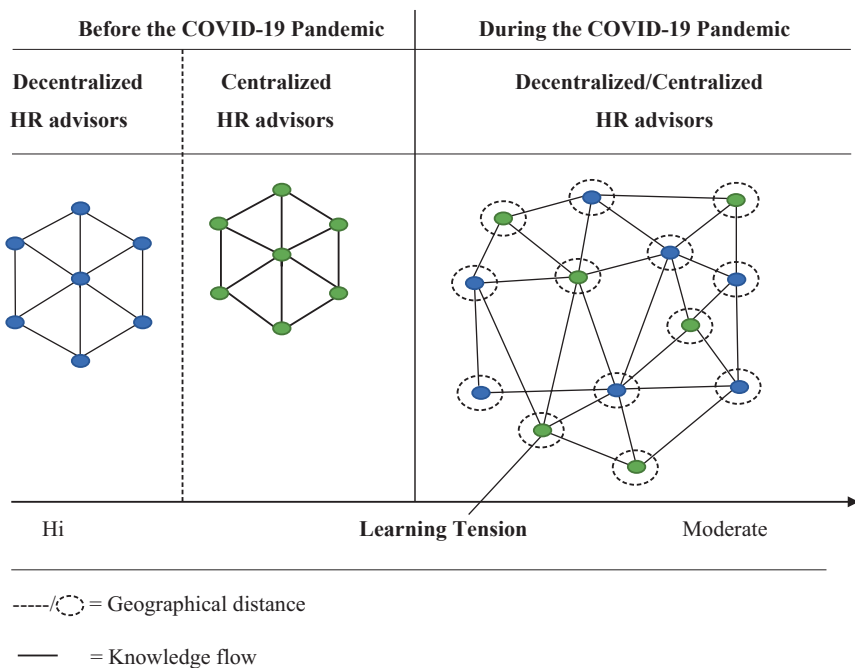 Before the COVID-19 Pandemic
During the COVID-19 Pandemic
Decentralized
HR advisors
Centralized
HR advisors
Decentralized/Centralized
HR advisors
Hi
Learning Tension
Moderate
-----/ = Geographical distance
= Knowledge flow